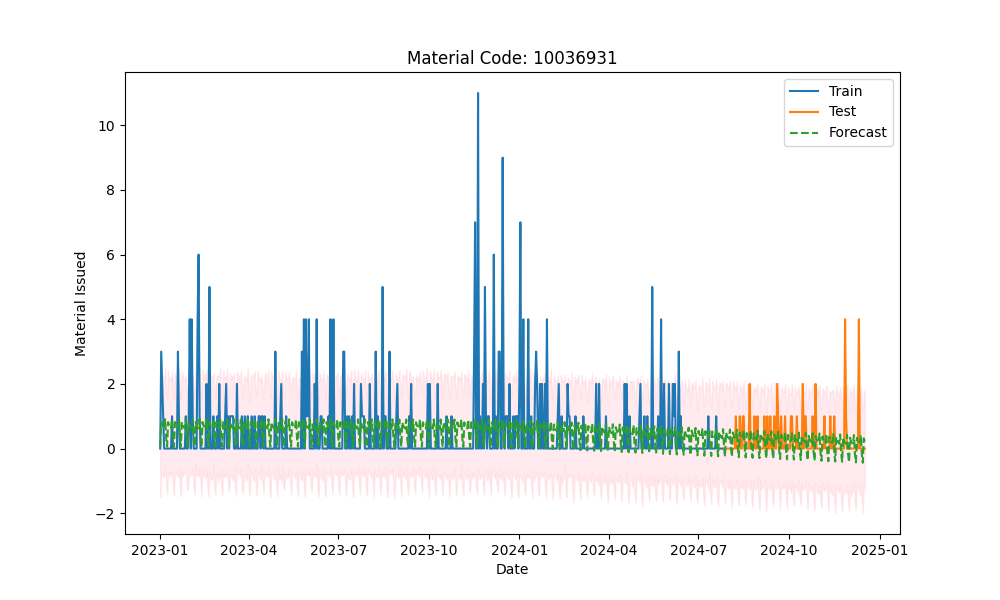 Material Code: 10036931
Train
Test
Forecast
Material Issued
10
8
6
4
2
0
−2
2023-01 2023-04 2023-07 2023-10 2024-01 2024-04 2024-07 2024-10 2025-01
Date